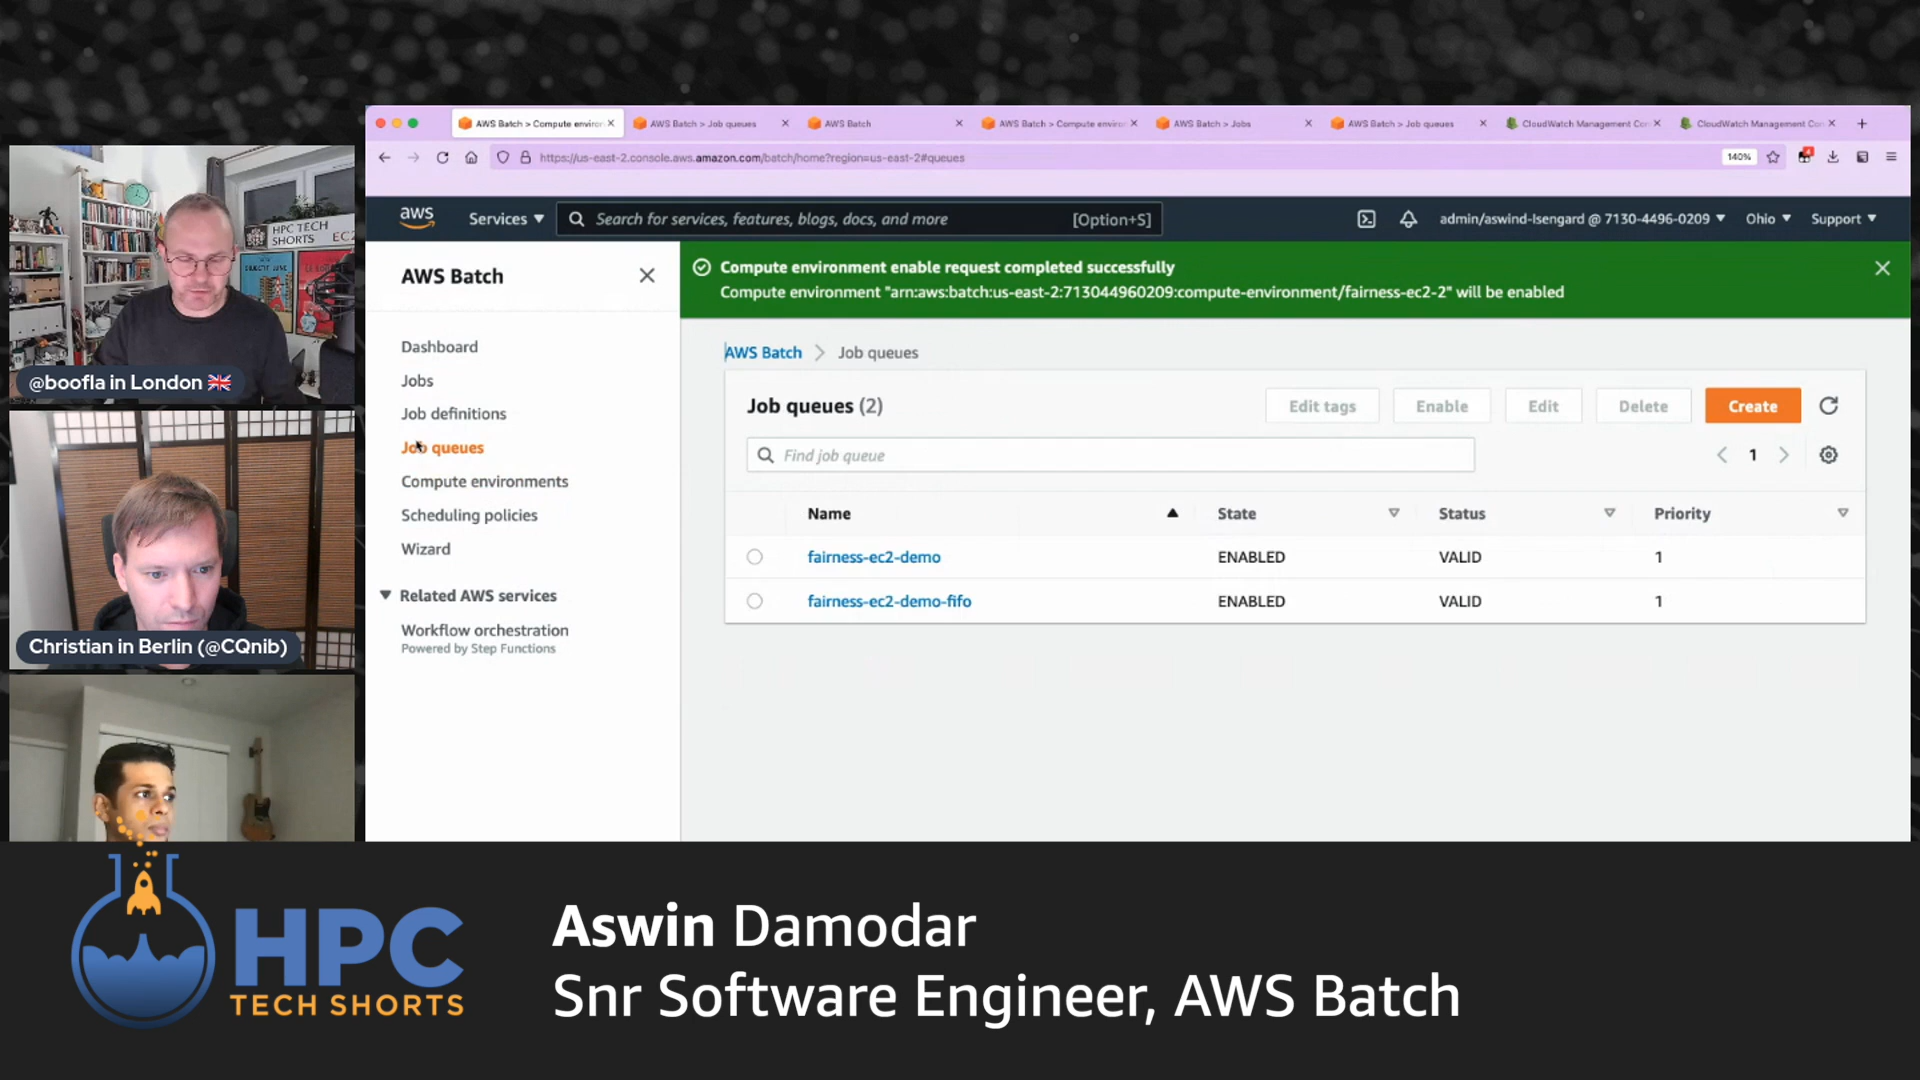 AWS Batch > Compute environ
AWS Batch > Job queues
AWS Batch
AWS Batch > Compute environ
AWS Batch > Jobs
AWS Batch > Job queues
CloudWatch Management Con
CloudWatch Management Con
https://us-east-2.console.aws.amazon.com/batch/home?region=us-east-2#queues
140%
4
aws
Services
Search for services, features, blogs, docs, and more
[Option+S]
admin/aswind-Isengard @ 7130-4496-0209
Ohio
Support
HPC TECH
SHORTS
EC2
@boofla in London
Christian in Berlin (@CQnib)
AWS Batch
Dashboard
Jobs
Job definitions
Job queues
Compute environments
Scheduling policies
Wizard
Related AWS services
Workflow orchestration
Powered by Step Functions
Compute environment enable request completed successfully
Compute environment "arn:aws:batch:us-east-2:713044960209:compute-environment/fairness-ec2-2" will be enabled
AWS Batch > Job queues
Job queues (2)
Edit tags
Enable
Edit
Delete
Create
Find job queue
1
Name State Status Priority
fairness-ec2-demo ENABLED VALID 1
fairness-ec2-demo-fifo ENABLED VALID 1
HPC
TECH SHORTS
Aswin Damodar
Snr Software Engineer, AWS Batch